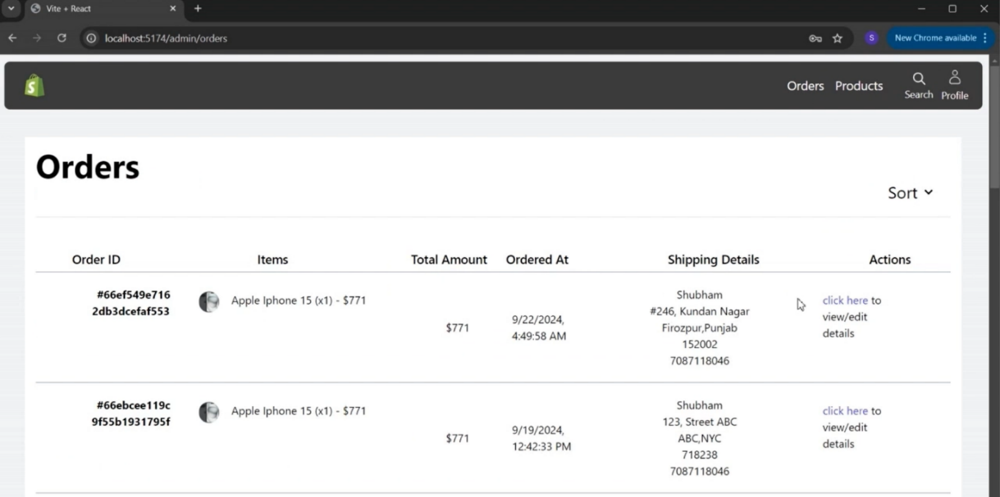 Vite + React
localhost:5174/admin/orders
S
New Chrome available
S
Orders Products Search Profile
Orders
Sort
Order ID Items Total Amount Ordered At Shipping Details Actions
#66ef549e716
2db3dcefaf553
Apple Iphone 15 (x1) - $771
$771
9/22/2024,
4:49:58 AM
Shubham
#246, Kundan Nagar
Firozpur,Punjab
152002
7087118046
click here to
view/edit
details
#66ebcee119c
9f55b1931795f
Apple Iphone 15 (x1) - $771
$771
9/19/2024,
12:42:33 PM
Shubham
123, Street ABC
ABC,NYC
718238
7087118046
click here to
view/edit
details